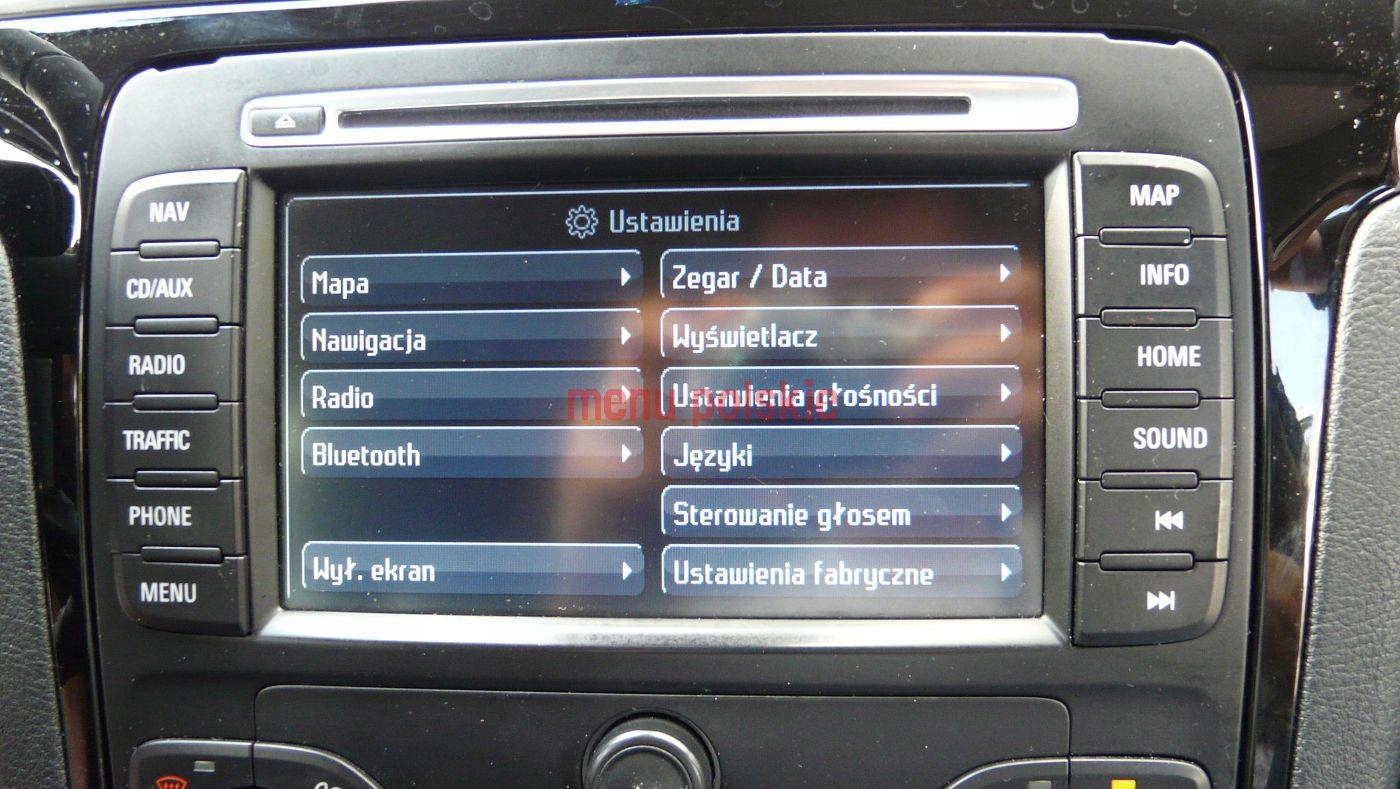 NAV
CD/AUX
RADIO
TRAFFIC
PHONE
MENU
Ustawienia
Mapa
Nawigacja
Radio
Bluetooth
Wył. ekran
Zegar / Data
Wyświetlacz
Ustawienia głośności
Języki
Sterowanie głosem
Ustawienia fabryczne
menu polskie
MAP
INFO
HOME
SOUND